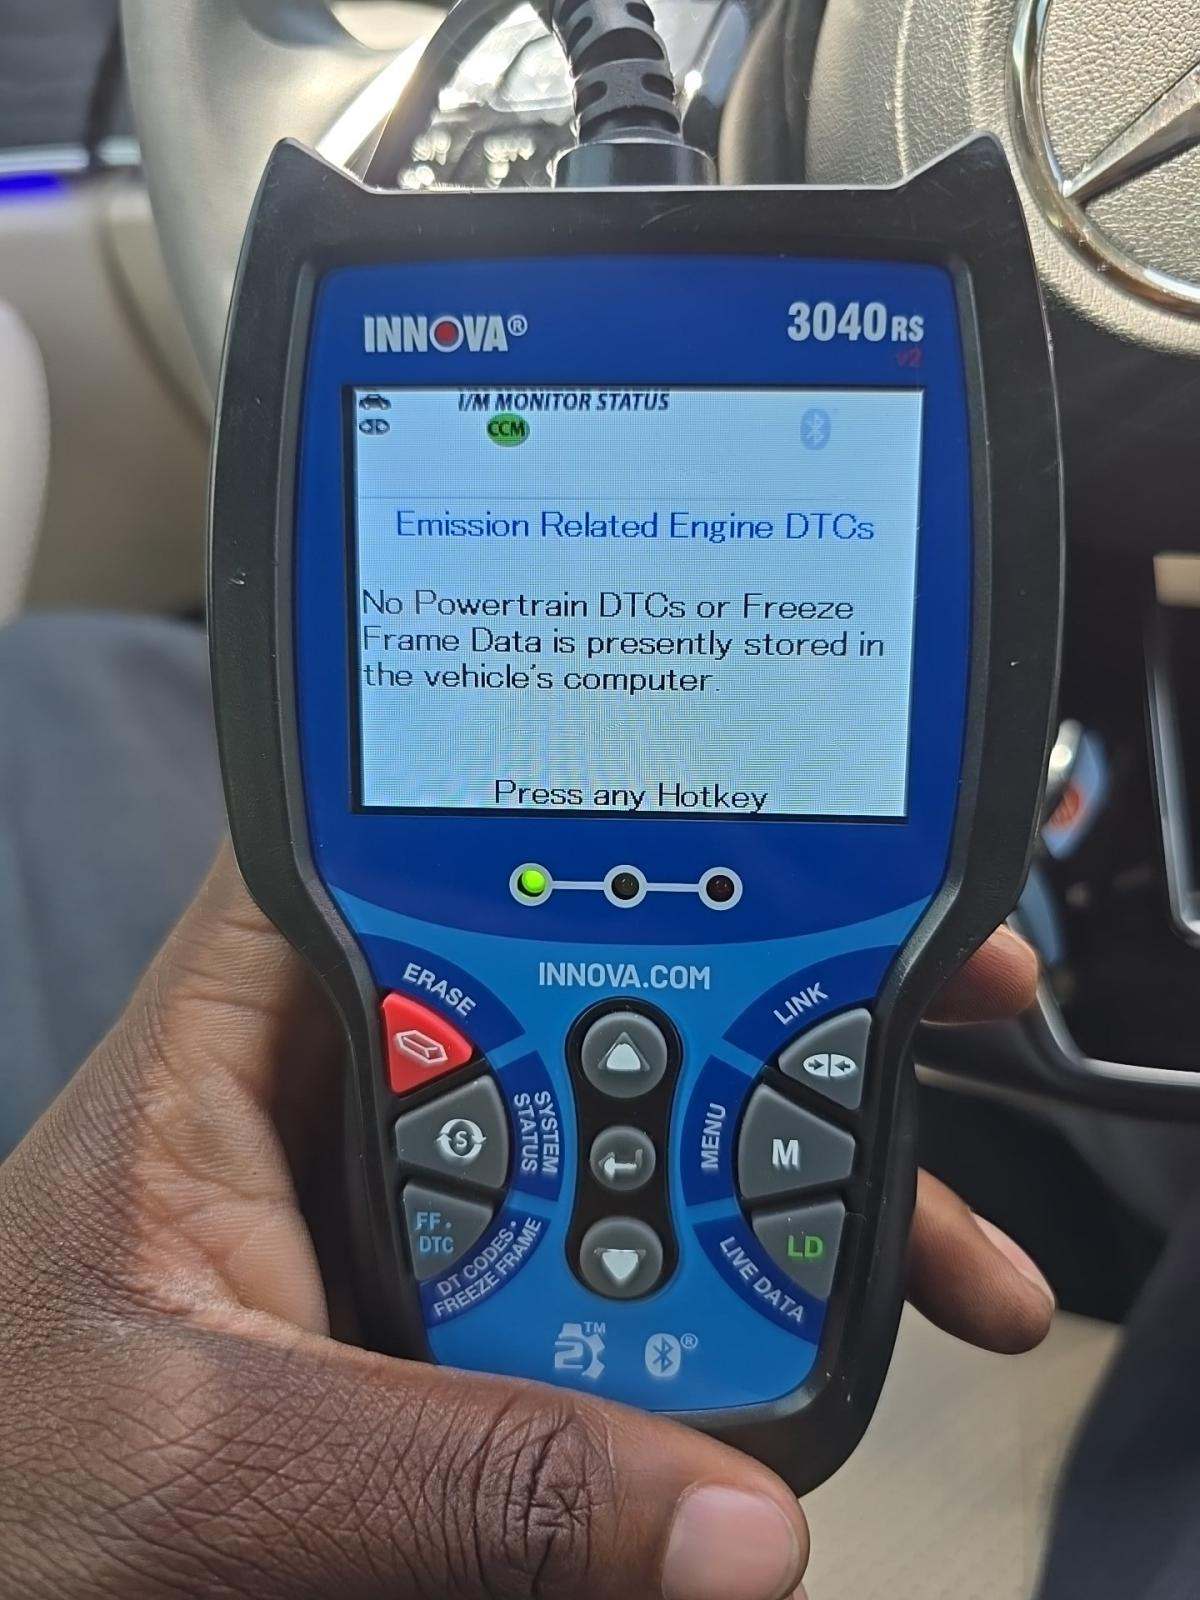 INNOVA® 3040RS
v2
I/M MONITOR STATUS
CCM
Emission Related Engine DTCs
No Powertrain DTCs or Freeze
Frame Data is presently stored in
the vehicle's computer.
Press any Hotkey
INNOVA.COM
ERASE
LINK
S
SYSTEM
STATUS
MENU
M
FF.
DTC
DT CODES•
FREEZE FRAME
LIVE DATA
LD
2 TM
®